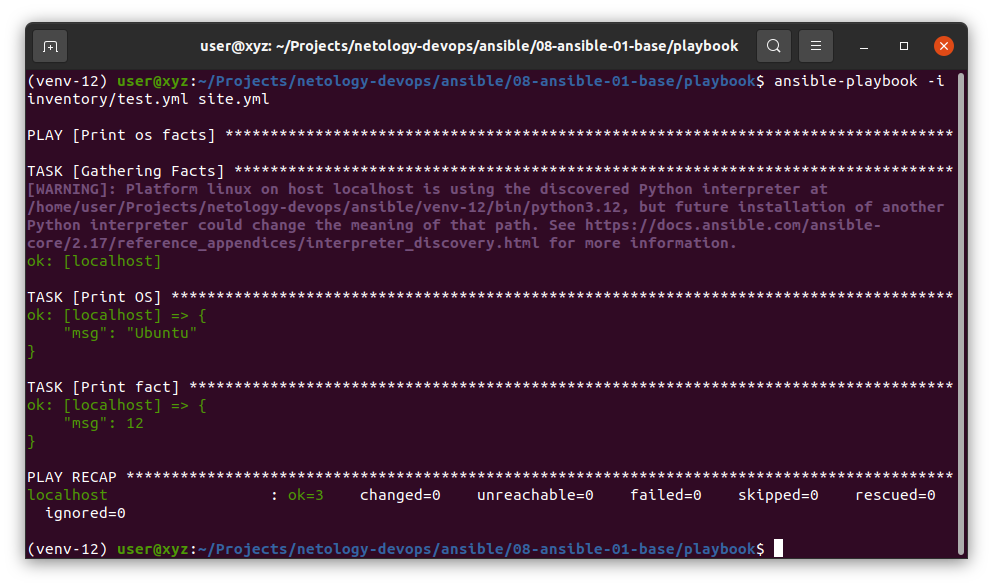 user@xyz: ~/Projects/netology-devops/ansible/08-ansible-01-base/playbook
(venv-12) user@xyz:~/Projects/netology-devops/ansible/08-ansible-01-base/playbook$ ansible-playbook -i
inventory/test.yml site.yml
PLAY [Print os facts] *********************************************************************************
TASK [Gathering Facts] ********************************************************************************
[WARNING]: Platform linux on host localhost is using the discovered Python interpreter at
/home/user/Projects/netology-devops/ansible/venv-12/bin/python3.12, but future installation of another
Python interpreter could change the meaning of that path. See https://docs.ansible.com/ansible-
core/2.17/reference_appendices/interpreter_discovery.html for more information.
ok: [localhost]
TASK [Print OS] ***************************************************************************************
ok: [localhost] => {
    "msg": "Ubuntu"
}
TASK [Print fact] *************************************************************************************
ok: [localhost] => {
    "msg": 12
}
PLAY RECAP ********************************************************************************************
localhost                  : ok=3    changed=0    unreachable=0    failed=0    skipped=0    rescued=0
  ignored=0
(venv-12) user@xyz:~/Projects/netology-devops/ansible/08-ansible-01-base/playbook$